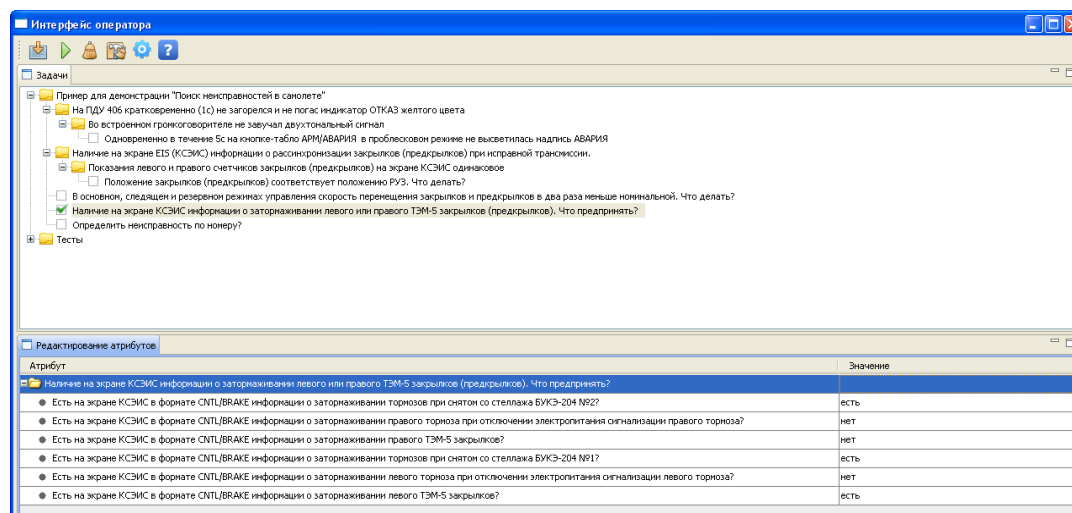 Интерфейс оператора
Задачи
Пример для демонстрации "Поиск неисправностей в самолете"
На ПДУ 406 кратковременно (1с) не загорелся и не погас индикатор ОТКАЗ желтого цвета
Во встроенном громкоговорителе не зазвучал двухтональный сигнал
Одновременно в течение 5с на кнопке-табло АРМ/АВАРИЯ в проблесковом режиме не высветилась надпись АВАРИЯ
Наличие на экране EIS (КСЭИС) информации о рассинхронизации закрылков (предкрылков) при исправной трансмиссии.
Показания левого и правого счетчиков закрылков (предкрылков) на экране КСЭИС одинаковое
Положение закрылков (предкрылков) соответствует положению РУЗ. Что делать?
В основном, следящем и резервном режимах управления скорость перемещения закрылков и предкрылков в два раза меньше номинальной. Что делать?
Наличие на экране КСЭИС информации о затормаживании левого или правого ТЭМ-5 закрылков (предкрылков). Что предпринять?
Определить неисправность по номеру?
Тесты
Редактирование атрибутов
Атрибут Значение
Наличие на экране КСЭИС информации о затормаживании левого или правого ТЭМ-5 закрылков (предкрылков). Что предпринять?
Есть на экране КСЭИС в формате CNTL/BRAKE информации о затормаживании тормозов при снятом со стеллажа БУКЭ-204 №2? есть
Есть на экране КСЭИС в формате CNTL/BRAKE информации о затормаживании правого тормоза при отключении электропитания сигнализации правого тормоза? нет
Есть на экране КСЭИС в формате CNTL/BRAKE информации о затормаживании правого ТЭМ-5 закрылков? нет
Есть на экране КСЭИС в формате CNTL/BRAKE информации о затормаживании тормозов при снятом со стеллажа БУКЭ-204 №1? есть
Есть на экране КСЭИС в формате CNTL/BRAKE информации о затормаживании левого тормоза при отключении электропитания сигнализации левого тормоза? нет
Есть на экране КСЭИС в формате CNTL/BRAKE информации о затормаживании левого ТЭМ-5 закрылков? есть